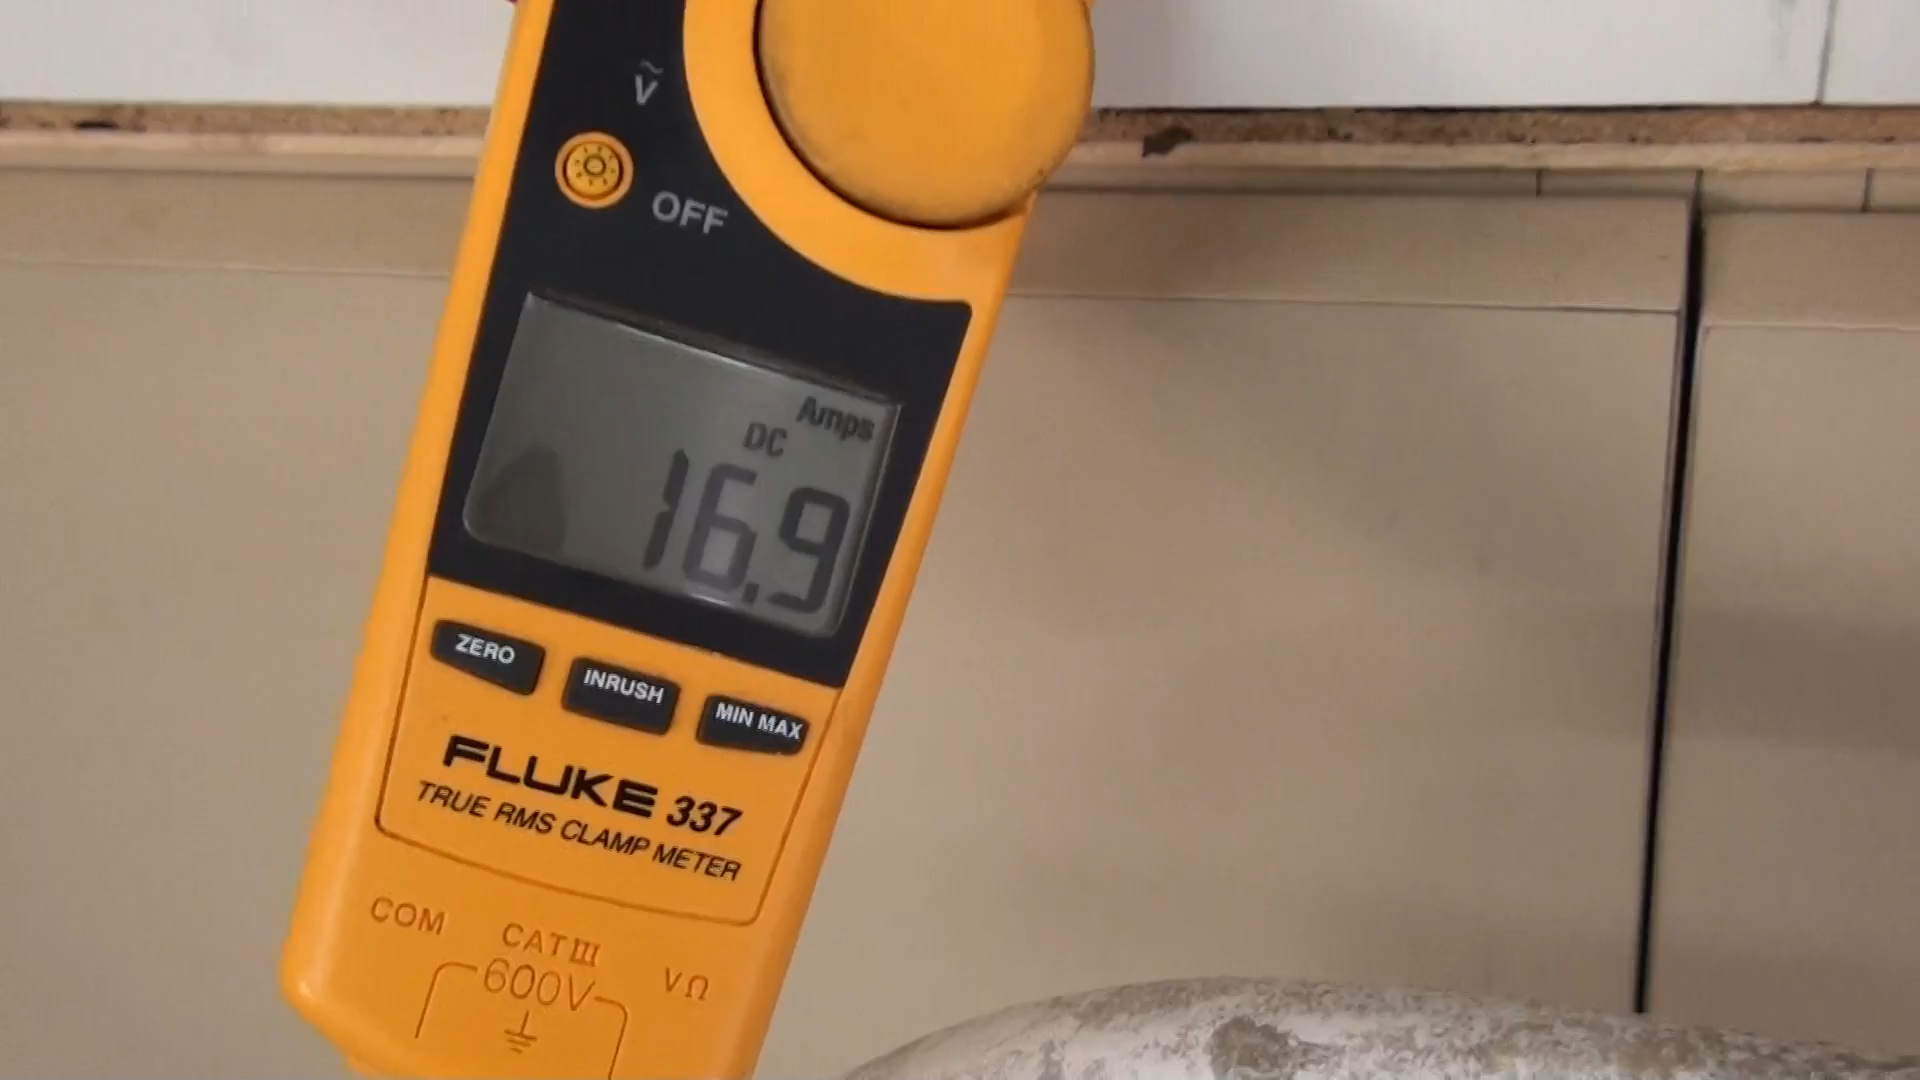 Ṽ
OFF
Amps
DC
16.9
ZERO
INRUSH
MIN MAX
FLUKE 337
TRUE RMS CLAMP METER
COM
CAT III
600V
VΩ